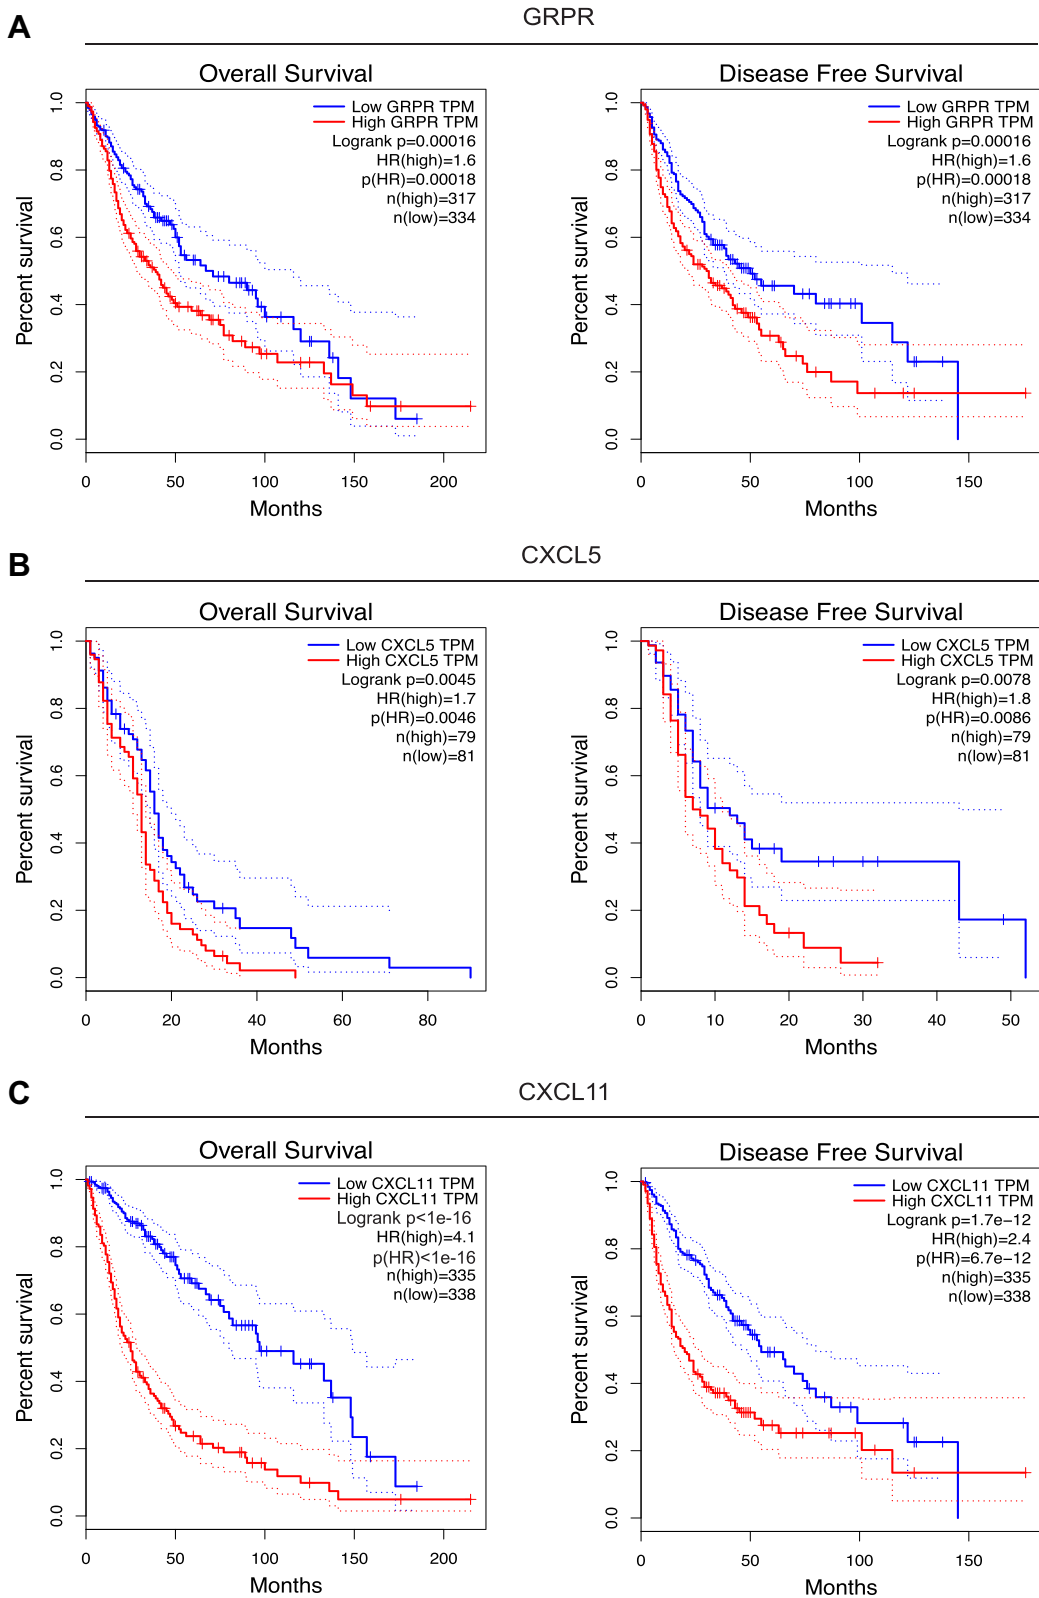 A
GRPR
Overall Survival
Low GRPR TPM
High GRPR TPM
Logrank p=0.00016
HR(high)=1.6
p(HR)=0.00018
n(high)=317
n(low)=334
Percent survival
0.0
0.2
0.4
0.6
0.8
1.0
0
50
100
150
200
Months
Disease Free Survival
Low GRPR TPM
High GRPR TPM
Logrank p=0.00016
HR(high)=1.6
p(HR)=0.00018
n(high)=317
n(low)=334
Percent survival
0.0
0.2
0.4
0.6
0.8
1.0
0
50
100
150
Months
B
CXCL5
Overall Survival
Low CXCL5 TPM
High CXCL5 TPM
Logrank p=0.0045
HR(high)=1.7
p(HR)=0.0046
n(high)=79
n(low)=81
Percent survival
0.0
0.2
0.4
0.6
0.8
1.0
0
20
40
60
80
Months
Disease Free Survival
Low CXCL5 TPM
High CXCL5 TPM
Logrank p=0.0078
HR(high)=1.8
p(HR)=0.0086
n(high)=79
n(low)=81
Percent survival
0.0
0.2
0.4
0.6
0.8
1.0
0
10
20
30
40
50
Months
C
CXCL11
Overall Survival
Low CXCL11 TPM
High CXCL11 TPM
Logrank p<1e-16
HR(high)=4.1
p(HR)<1e-16
n(high)=335
n(low)=338
Percent survival
0.0
0.2
0.4
0.6
0.8
1.0
0
50
100
150
200
Months
Disease Free Survival
Low CXCL11 TPM
High CXCL11 TPM
Logrank p=1.7e−12
HR(high)=2.4
p(HR)=6.7e−12
n(high)=335
n(low)=338
Percent survival
0.0
0.2
0.4
0.6
0.8
1.0
0
50
100
150
Months